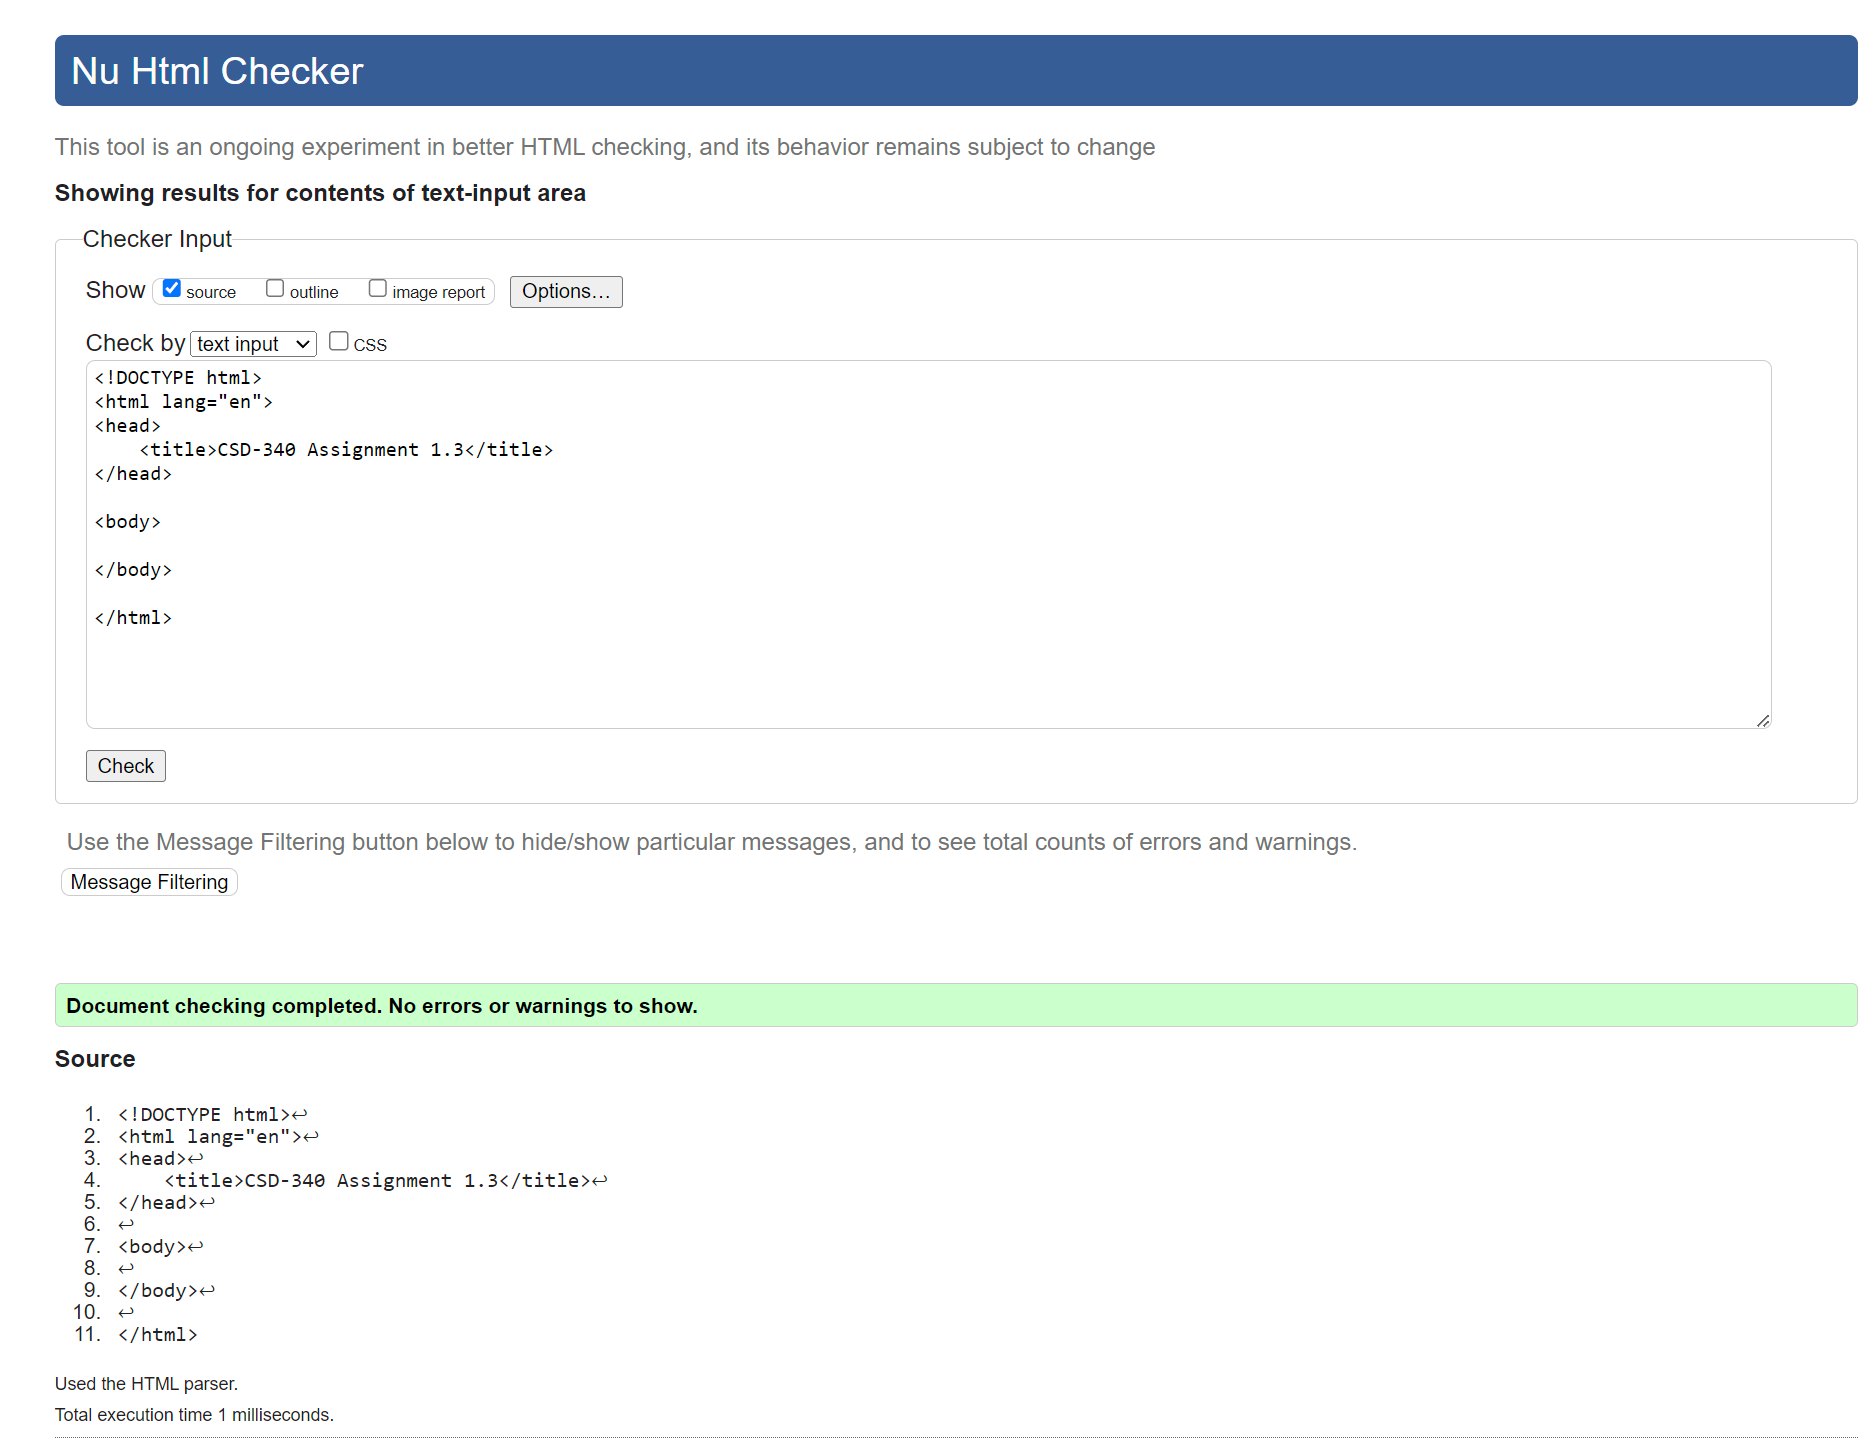 Nu Html Checker
This tool is an ongoing experiment in better HTML checking, and its behavior remains subject to change
Showing results for contents of text-input area
Checker Input
Show source outline image report Options...
Check by text input CSS
<!DOCTYPE html>
<html lang="en">
<head>
    <title>CSD-340 Assignment 1.3</title>
</head>
<body>
</body>
</html>
Check
Use the Message Filtering button below to hide/show particular messages, and to see total counts of errors and warnings.
Message Filtering
Document checking completed. No errors or warnings to show.
Source
1. <!DOCTYPE html>↩
2. <html lang="en">↩
3. <head>↩
4.     <title>CSD-340 Assignment 1.3</title>↩
5. </head>↩
6. ↩
7. <body>↩
8. ↩
9. </body>↩
10. ↩
11. </html>
Used the HTML parser.
Total execution time 1 milliseconds.